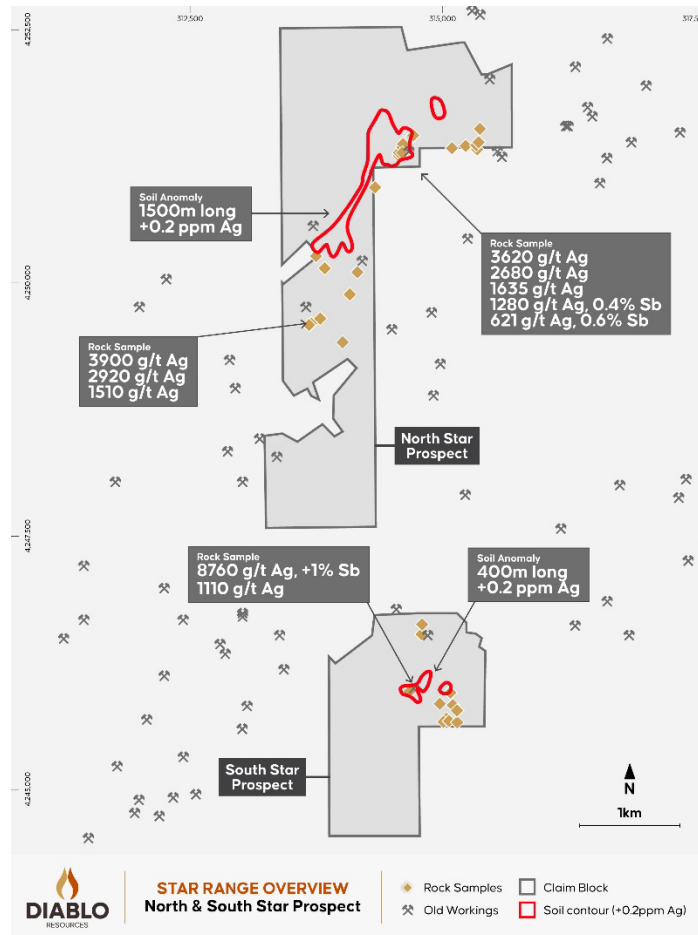 312,500
315,000
317,5
4,252,500
Soil Anomaly
1500m long
+0.2 ppm Ag
Rock Sample
3620 g/t Ag
2680 g/t Ag
1635 g/t Ag
1280 g/t Ag, 0.4% Sb
621 g/t Ag, 0.6% Sb
4,250,000
Rock Sample
3900 g/t Ag
2920 g/t Ag
1510 g/t Ag
North Star
Prospect
4,247,500
Rock Sample
8760 g/t Ag, +1% Sb
1110 g/t Ag
Soil Anomaly
400m long
+0.2 ppm Ag
South Star
Prospect
4,245,000
N
1km
DIABLO
RESOURCES
STAR RANGE OVERVIEW
North & South Star Prospect
Rock Samples
Old Workings
Claim Block
Soil contour (+0.2ppm Ag)